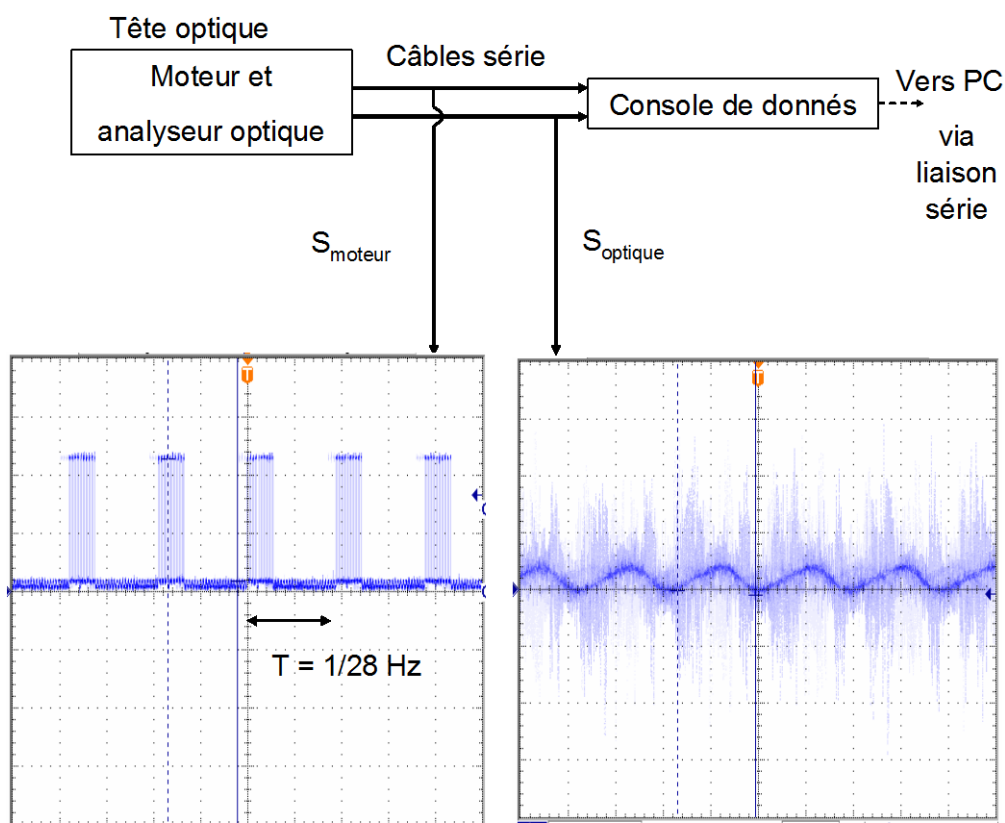 Tête optique
Moteur et
analyseur optique
Câbles série
Console de donnés
Vers PC
via
liaison
série
Smoteur
Soptique
T
T
T = 1/28 Hz